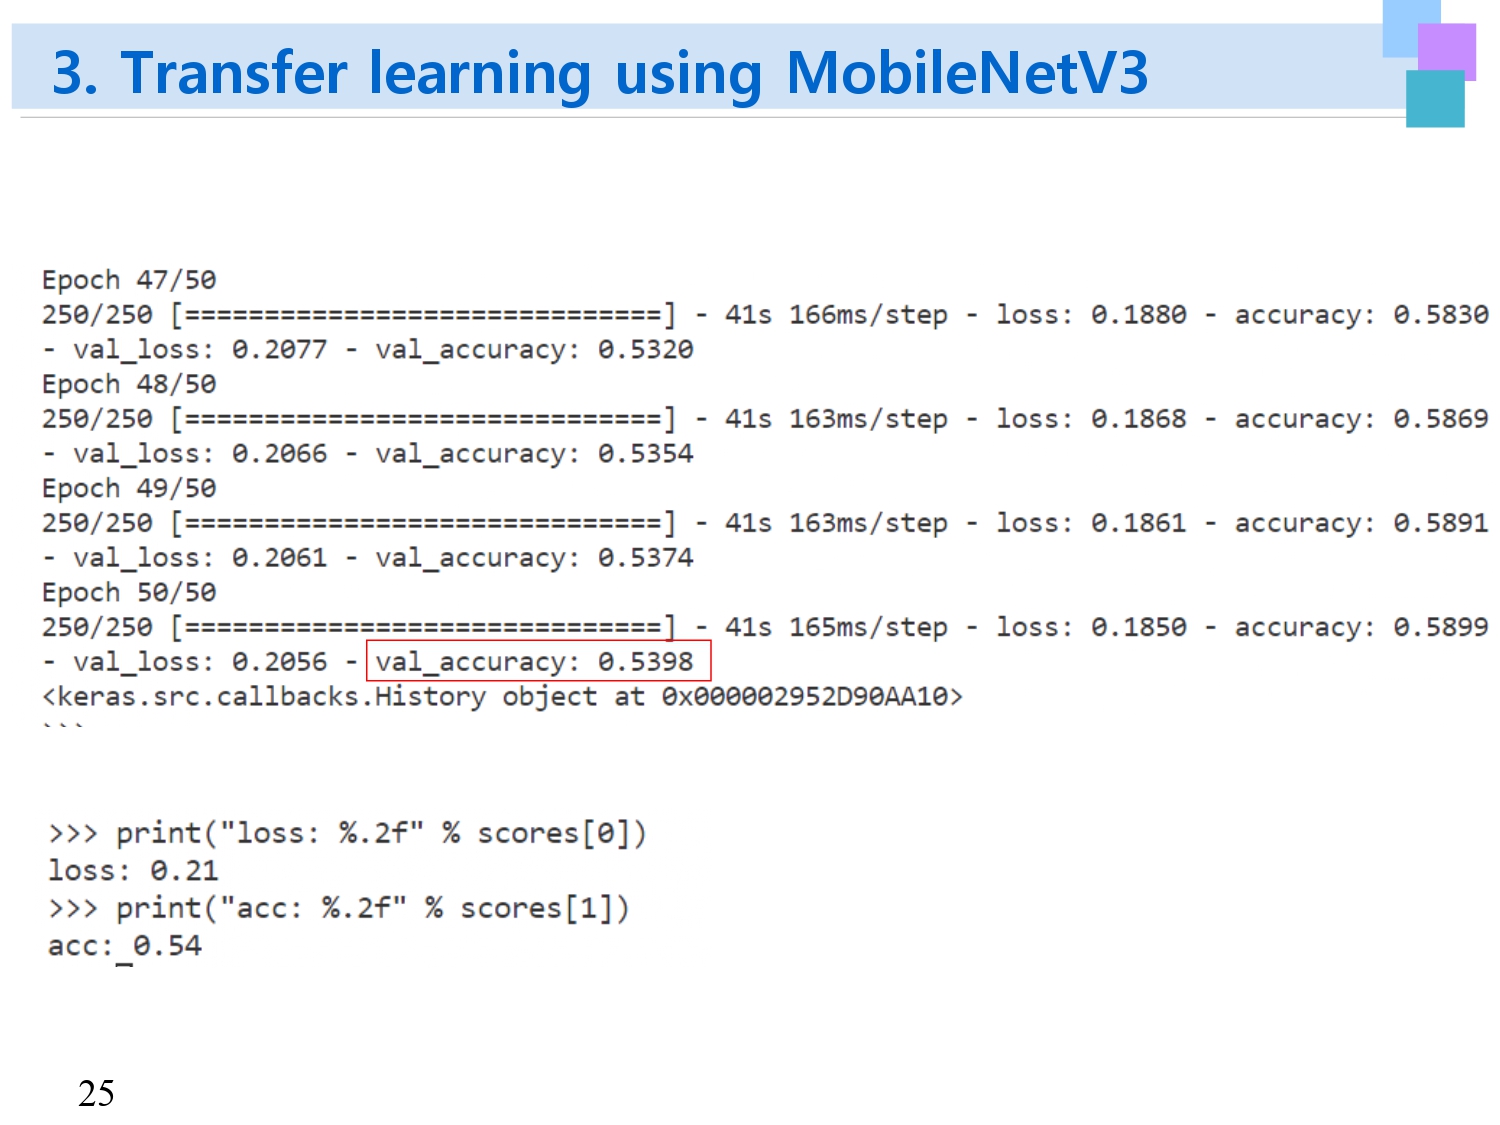 3. Transfer learning using MobileNetV3
Epoch 47/50
250/250 [==============================] - 41s 166ms/step - loss: 0.1880 - accuracy: 0.5830
- val_loss: 0.2077 - val_accuracy: 0.5320
Epoch 48/50
250/250 [==============================] - 41s 163ms/step - loss: 0.1868 - accuracy: 0.5869
- val_loss: 0.2066 - val_accuracy: 0.5354
Epoch 49/50
250/250 [==============================] - 41s 163ms/step - loss: 0.1861 - accuracy: 0.5891
- val_loss: 0.2061 - val_accuracy: 0.5374
Epoch 50/50
250/250 [==============================] - 41s 165ms/step - loss: 0.1850 - accuracy: 0.5899
- val_loss: 0.2056 - val_accuracy: 0.5398
<keras.src.callbacks.History object at 0x000002952D90AA10>
>>> print("loss: %.2f" % scores[0])
loss: 0.21
>>> print("acc: %.2f" % scores[1])
acc: 0.54
25